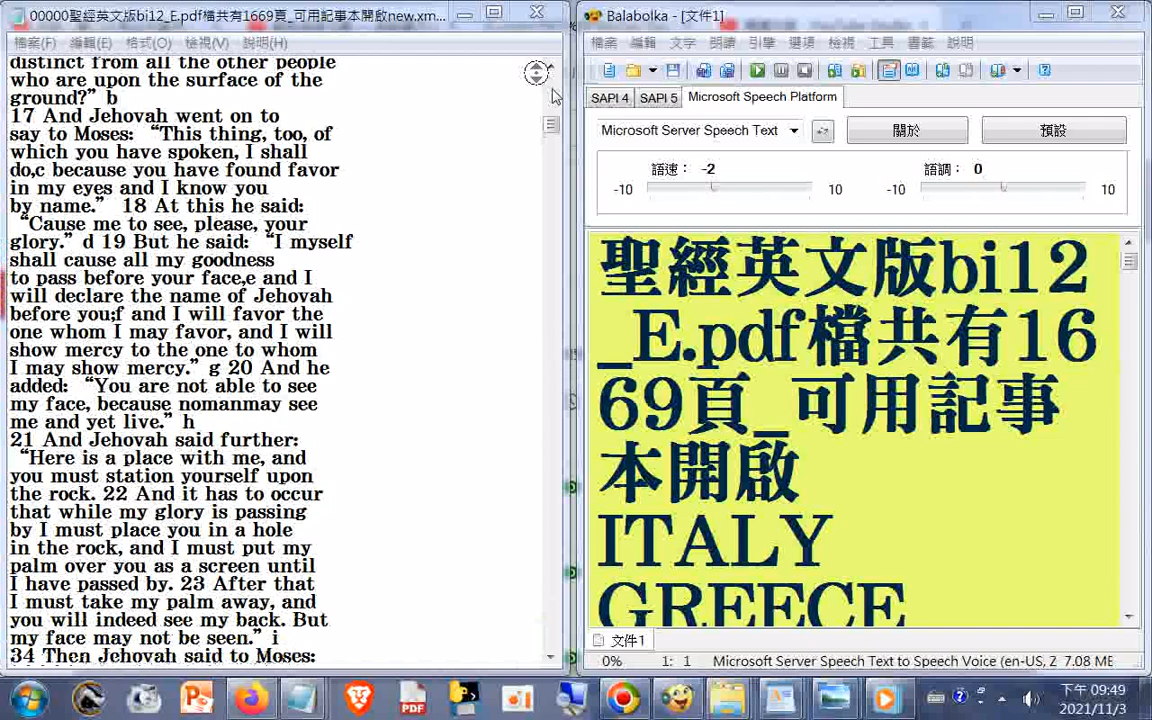 00000聖經英文版bi12_E.pdf檔共有1669頁_可用記事本開啟new.xm...
檔案(F) 編輯(E) 格式(O) 檢視(V) 說明(H)
distinct from all the other people
who are upon the surface of the
ground?” b
17 And Jehovah went on to
say to Moses: “This thing, too, of
which you have spoken, I shall
do,c because you have found favor
in my eyes and I know you
by name.” 18 At this he said:
“Cause me to see, please, your
glory.” d 19 But he said: “I myself
shall cause all my goodness
to pass before your face,e and I
will declare the name of Jehovah
before you;f and I will favor the
one whom I may favor, and I will
show mercy to the one to whom
I may show mercy.” g 20 And he
added: “You are not able to see
my face, because nomanmay see
me and yet live.” h
21 And Jehovah said further:
“Here is a place with me, and
you must station yourself upon
the rock. 22 And it has to occur
that while my glory is passing
by I must place you in a hole
in the rock, and I must put my
palm over you as a screen until
I have passed by. 23 After that
I must take my palm away, and
you will indeed see my back. But
my face may not be seen.” i
34 Then Jehovah said to Moses:
Balabolka - [文件1]
檔案 編輯 文字 朗讀 引擎 選項 檢視 工具 書籤 說明
SAPI 4 SAPI 5 Microsoft Speech Platform
Microsoft Server Speech Text 關於 預設
語速： -2 語調： 0
-10 10 -10 10
聖經英文版bi12
_E.pdf檔共有16
69頁_可用記事
本開啟
ITALY
GREECE
文件1
0% 1: 1 Microsoft Server Speech Text to Speech Voice (en-US, 2 7.08 ME
PDF
下午 09:49
2021/11/3